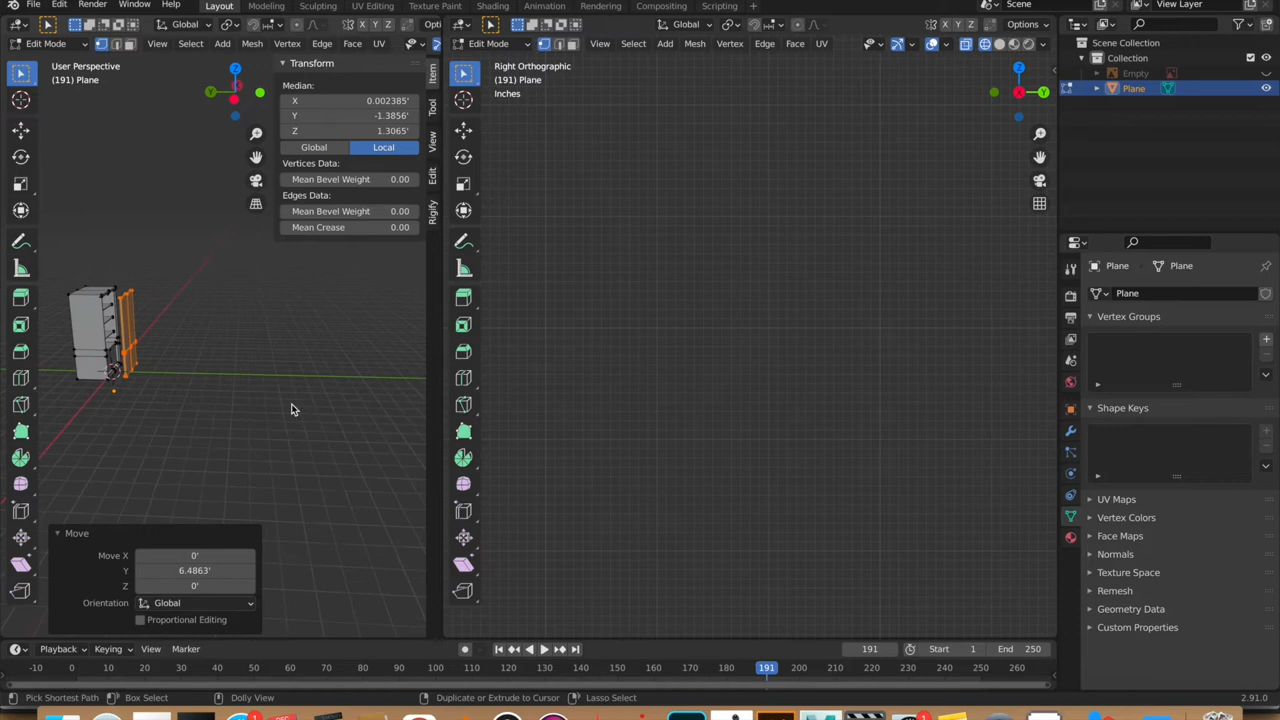 File Edit Render Window Help Layout Modeling Sculpting UV Editing Texture Paint Shading Animation Rendering Compositing Scripting Scene View Layer
Global Opti Global Options
Edit Mode View Select Add Mesh Vertex Edge Face UV Edit Mode View Select Add Mesh Vertex Edge Face UV
X Y Z X Y Z
User Perspective
(191) Plane
Transform
Median:
X 0.002385'
Y -1.3856'
Z 1.3065'
Global Local
Vertices Data:
Mean Bevel Weight 0.00
Edges Data:
Mean Bevel Weight 0.00
Mean Crease 0.00
Item
Tool
View
Edit
Rigify
Z
Y
Right Orthographic
(191) Plane
Inches
Z
X
Y
Scene Collection
Collection
Empty
Plane
Plane Plane
Plane
Vertex Groups
Shape Keys
UV Maps
Vertex Colors
Face Maps
Normals
Texture Space
Remesh
Geometry Data
Custom Properties
Move
Move X 0'
Y 6.4863'
Z 0'
Orientation Global
Proportional Editing
Playback Keying View Marker 191 Start 1 End 250
-10 0 10 20 30 40 50 60 70 80 90 100 110 120 130 140 150 160 170 180 191 200 210 220 230 240 250 260
Pick Shortest Path Box Select Dolly View Duplicate or Extrude to Cursor Lasso Select 2.91.0